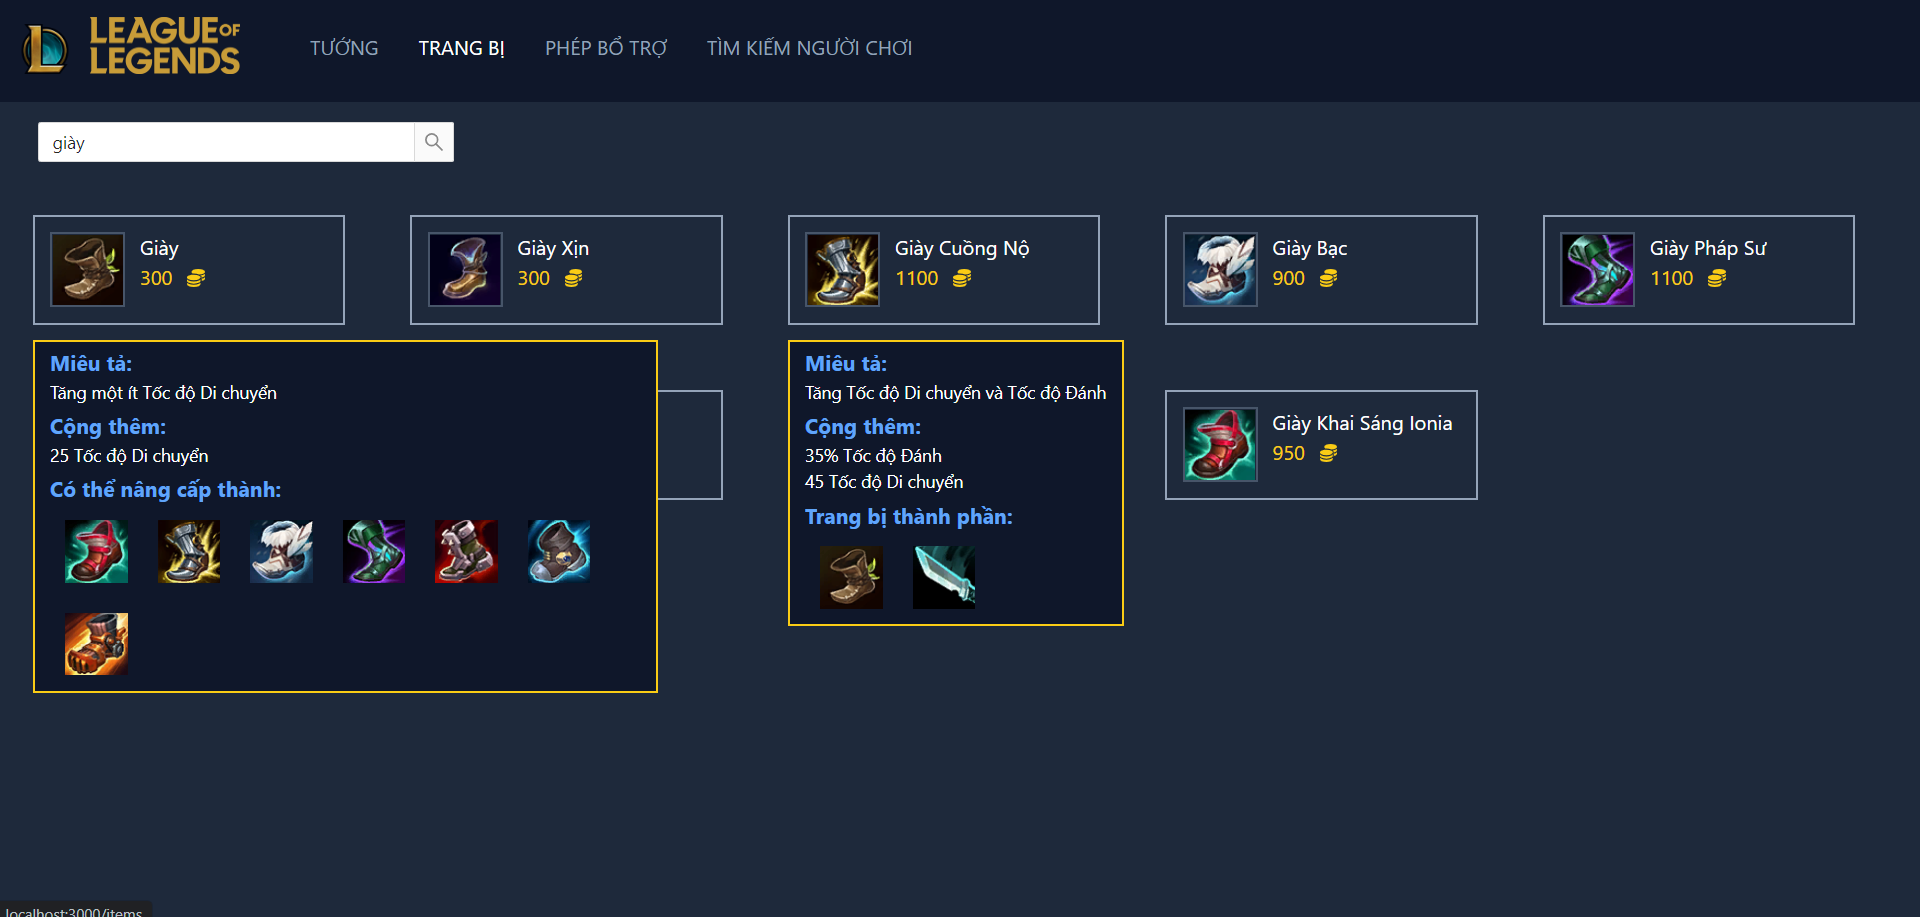 LEAGUE OF
LEGENDS
TƯỚNG
TRANG BỊ
PHÉP BỔ TRỢ
TÌM KIẾM NGƯỜI CHƠI
giày
Giày
300
Giày Xịn
300
Giày Cuồng Nộ
1100
Giày Bạc
900
Giày Pháp Sư
1100
Miêu tả:
Tăng một ít Tốc độ Di chuyển
Cộng thêm:
25 Tốc độ Di chuyển
Có thể nâng cấp thành:
Miêu tả:
Tăng Tốc độ Di chuyển và Tốc độ Đánh
Cộng thêm:
35% Tốc độ Đánh
45 Tốc độ Di chuyển
Trang bị thành phần:
Giày Khai Sáng Ionia
950
localhost:3000/items